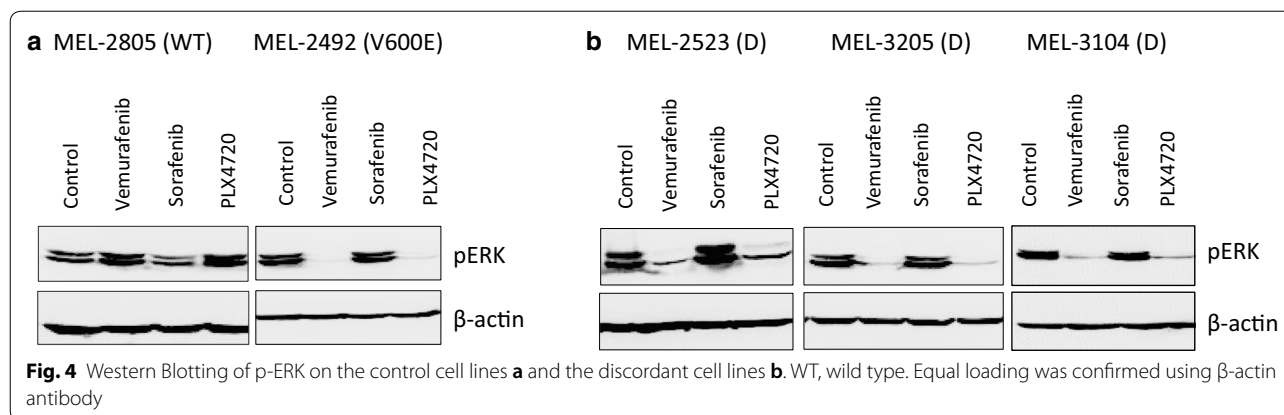 a MEL-2805 (WT) MEL-2492 (V600E)
Control Vemurafenib Sorafenib PLX4720 Control Vemurafenib Sorafenib PLX4720
pERK
β-actin
b MEL-2523 (D) MEL-3205 (D) MEL-3104 (D)
Control Vemurafenib Sorafenib PLX4720 Control Vemurafenib Sorafenib PLX4720 Control Vemurafenib Sorafenib PLX4720
pERK
β-actin
Fig. 4 Western Blotting of p-ERK on the control cell lines a and the discordant cell lines b. WT, wild type. Equal loading was confirmed using β-actin
antibody